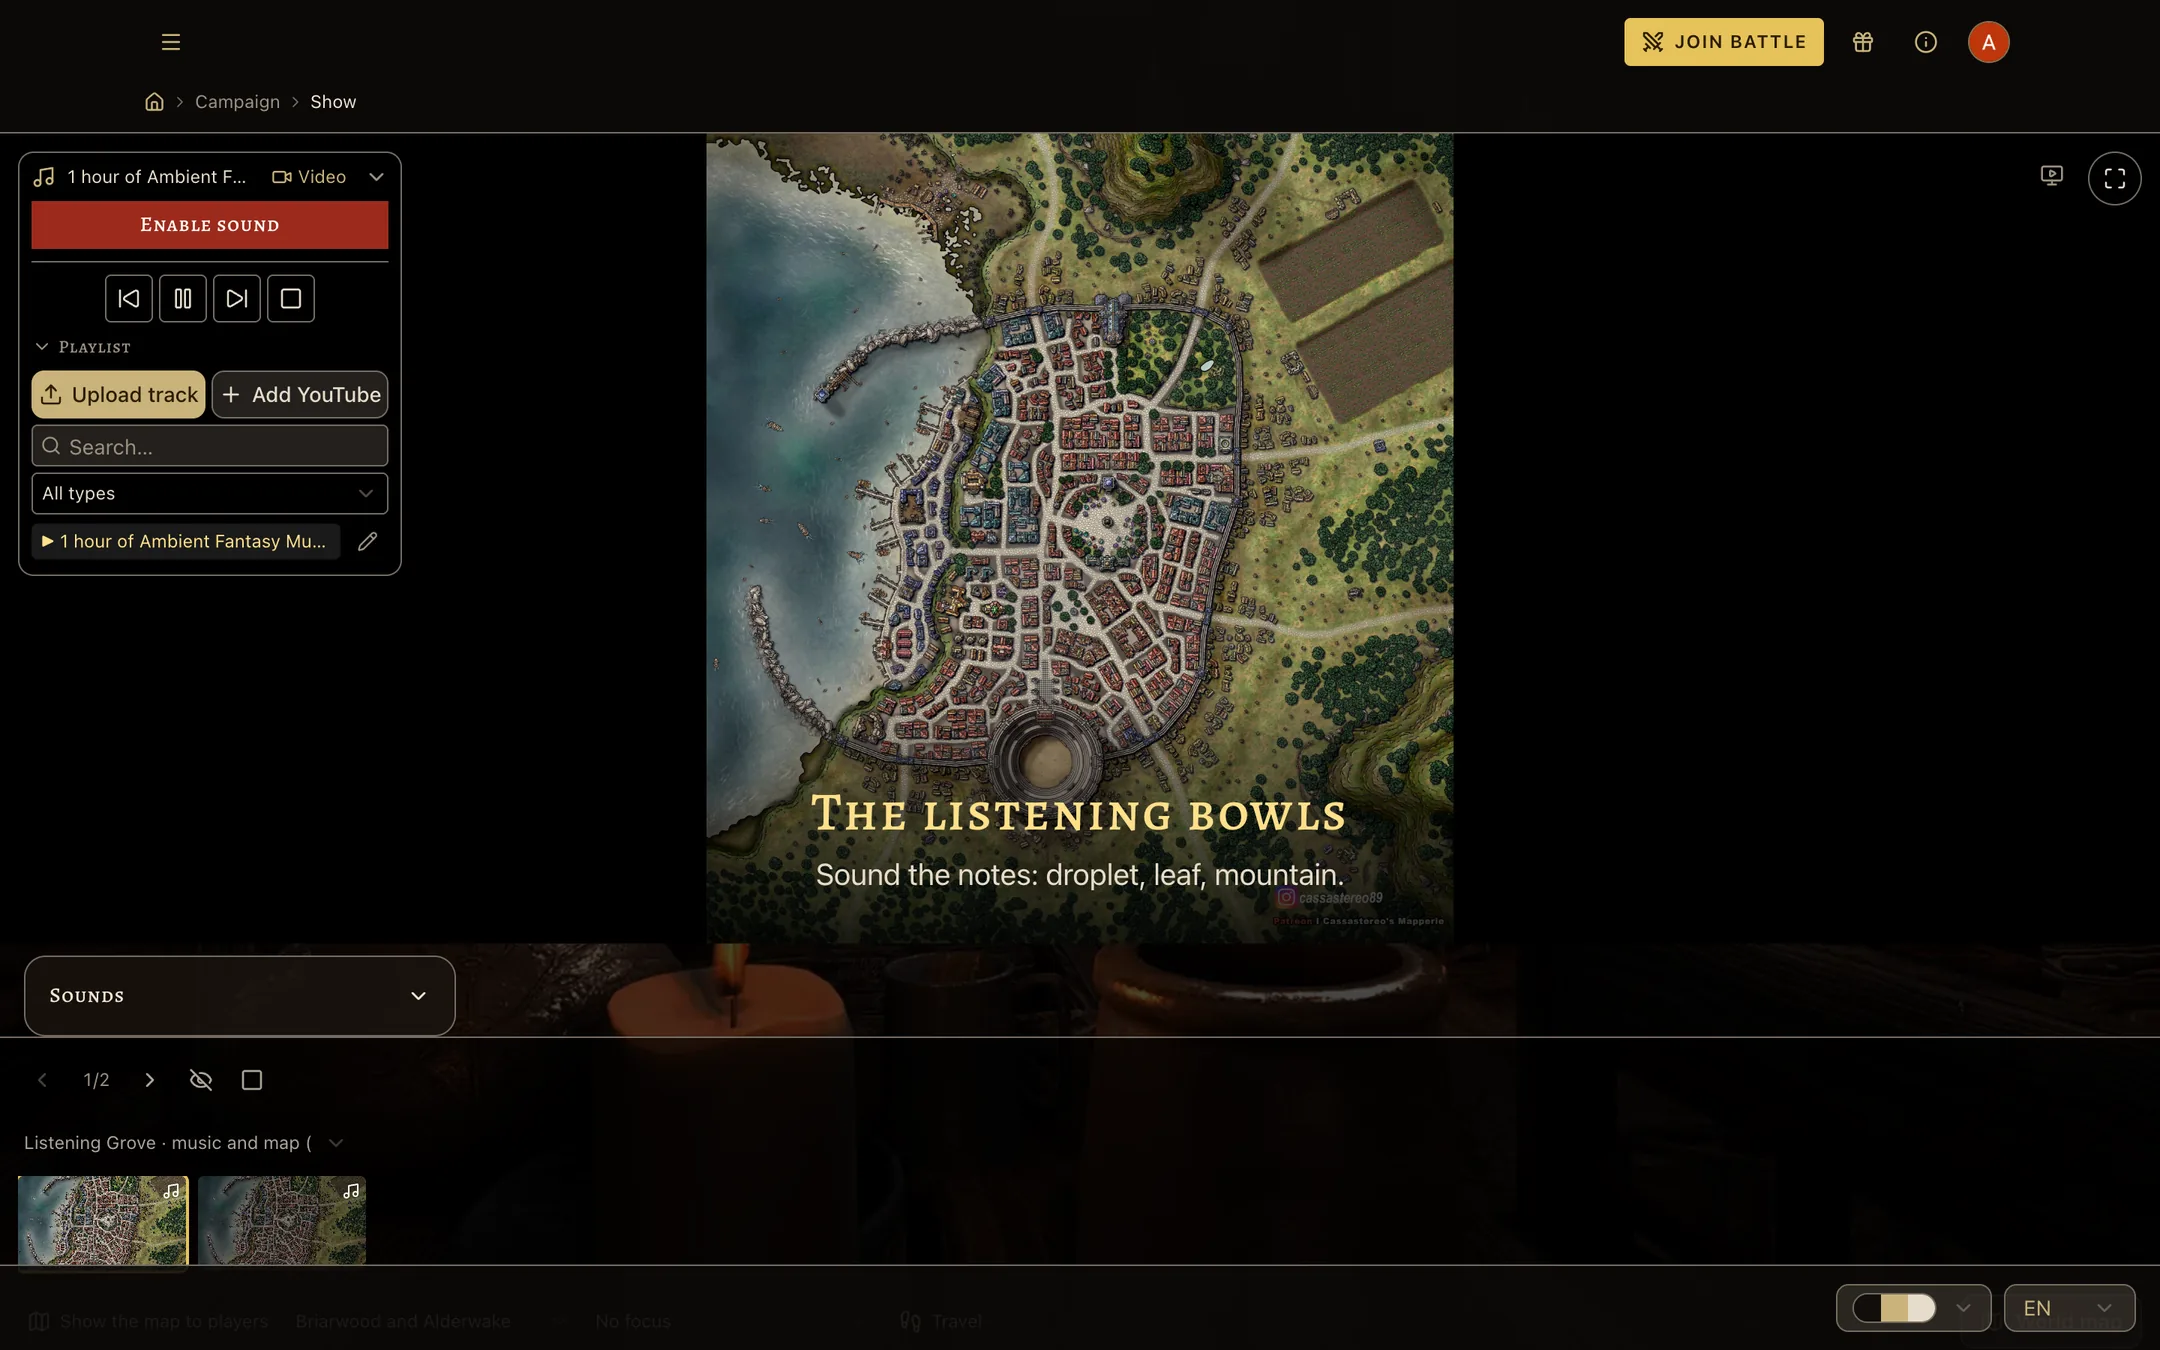 JOIN BATTLE
A
Campaign
Show
1 hour of Ambient F...
Video
Enable sound
Playlist
Upload track
Add YouTube
Search...
All types
1 hour of Ambient Fantasy Mu...
The listening bowls
Sound the notes: droplet, leaf, mountain.
cassastereo89
Patreon | Cassastereo's Mapperie
Sounds
1/2
Listening Grove · music and map (
Show the map to players
Briarwood and Alderwake
No focus
Travel
World map
EN